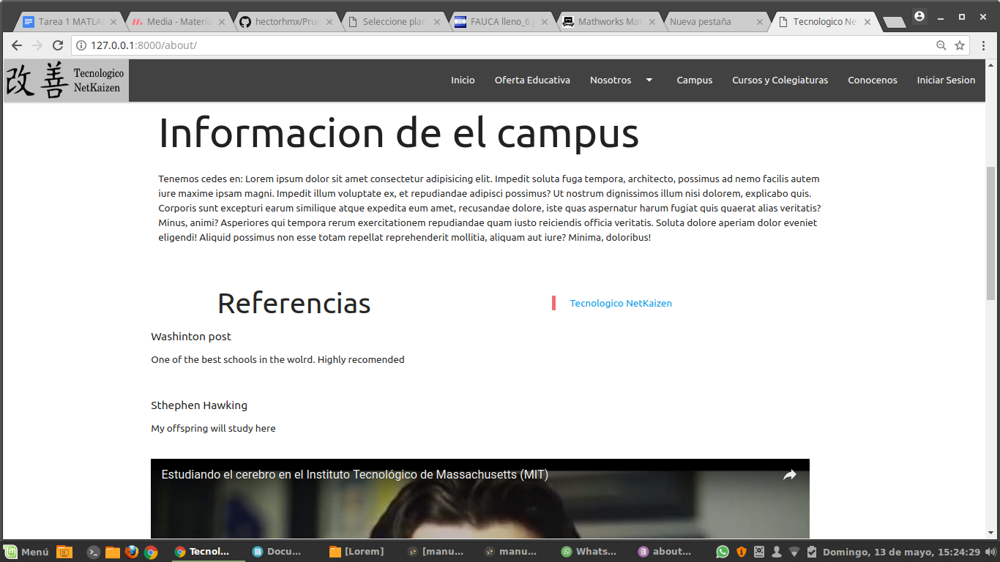 Tarea 1 MATLA
Media - Materia
hectorhmx/Prue
Seleccione plan
FAUCA lleno_6.j
Mathworks Mat
Nueva pestaña
Tecnologico Ne
127.0.0.1:8000/about/
改善 Tecnologico
NetKaizen
Inicio
Oferta Educativa
Nosotros
Campus
Cursos y Colegiaturas
Conocenos
Iniciar Sesion
Informacion de el campus
Tenemos cedes en: Lorem ipsum dolor sit amet consectetur adipisicing elit. Impedit soluta fuga tempora, architecto, possimus ad nemo facilis autem
iure maxime ipsam magni. Impedit illum voluptate ex, et repudiandae adipisci possimus? Ut nostrum dignissimos illum nisi dolorem, explicabo quis.
Corporis sunt excepturi earum similique atque expedita eum amet, recusandae dolore, iste quas aspernatur harum fugiat quis quaerat alias veritatis?
Minus, animi? Asperiores qui tempora rerum exercitationem repudiandae quam iusto reiciendis officia veritatis. Soluta dolore aperiam dolor eveniet
eligendi! Aliquid possimus non esse totam repellat reprehenderit mollitia, aliquam aut iure? Minima, doloribus!
Referencias
Tecnologico NetKaizen
Washinton post
One of the best schools in the wolrd. Highly recomended
Sthephen Hawking
My offspring will study here
Estudiando el cerebro en el Instituto Tecnológico de Massachusetts (MIT)
Menú
Tecnol...
Docu...
[Lorem]
[manu...
manu...
Whats...
about...
Domingo, 13 de mayo, 15:24:29